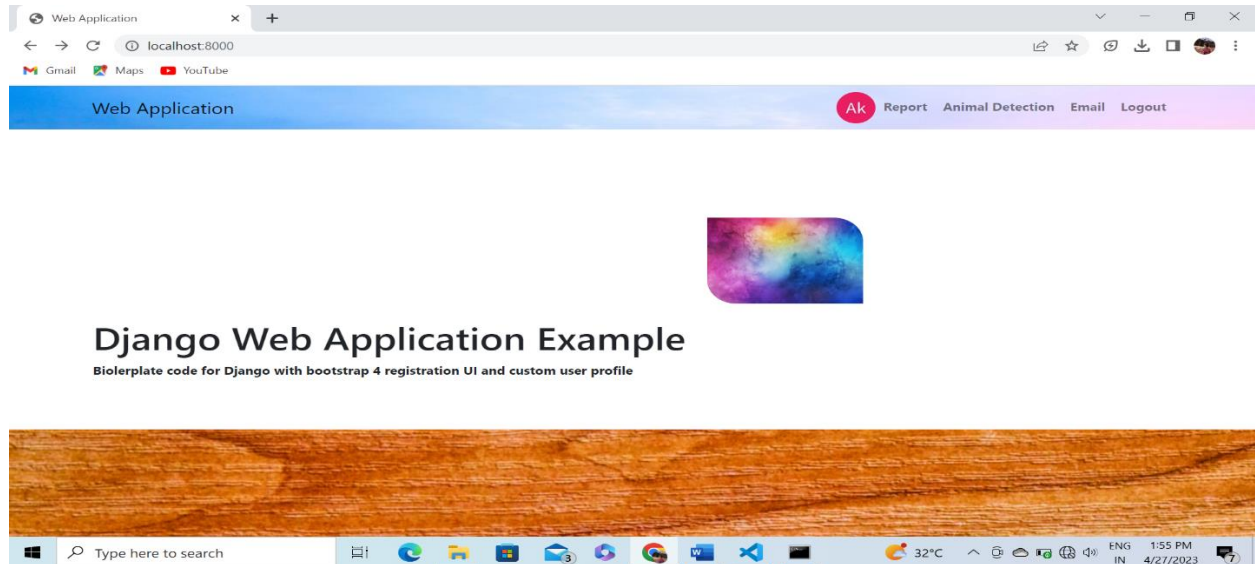 Web Application
localhost:8000
Gmail Maps YouTube
Web Application Ak Report Animal Detection Email Logout
Django Web Application Example
Biolerplate code for Django with bootstrap 4 registration UI and custom user profile
Type here to search 3 W 32°C ENG 1:55 PM
IN 4/27/2023 7